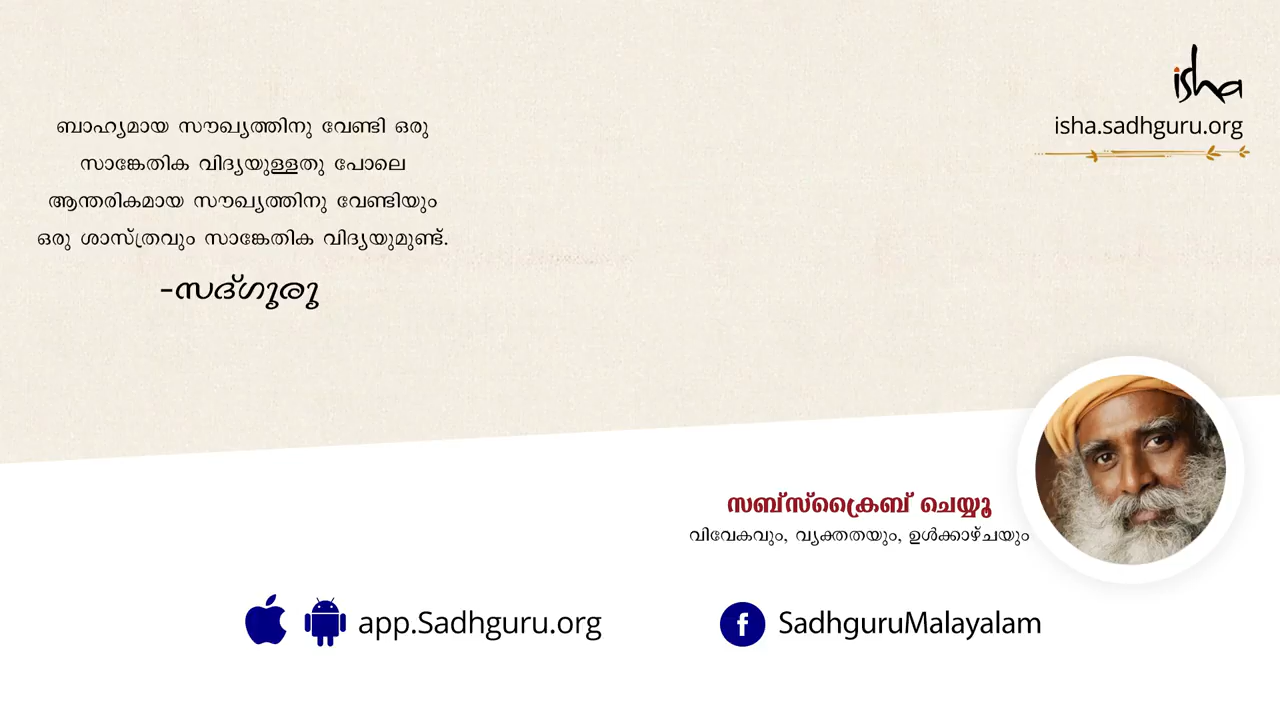 ബാഹ്യമായ സൗഖ്യത്തിനു വേണ്ടി ഒരു
സാങ്കേതിക വിദ്യയുള്ളതു പോലെ
ആന്തരികമായ സൗഖ്യത്തിനു വേണ്ടിയും
ഒരു ശാസ്ത്രവും സാങ്കേതിക വിദ്യയുമുണ്ട്.
-സദ്ഗുരു
isha
isha.sadhguru.org
സബ്സ്ക്രൈബ് ചെയ്യൂ
വിവേകവും, വ്യക്തതയും, ഉൾക്കാഴ്ചയും
app.Sadhguru.org
f SadhguruMalayalam